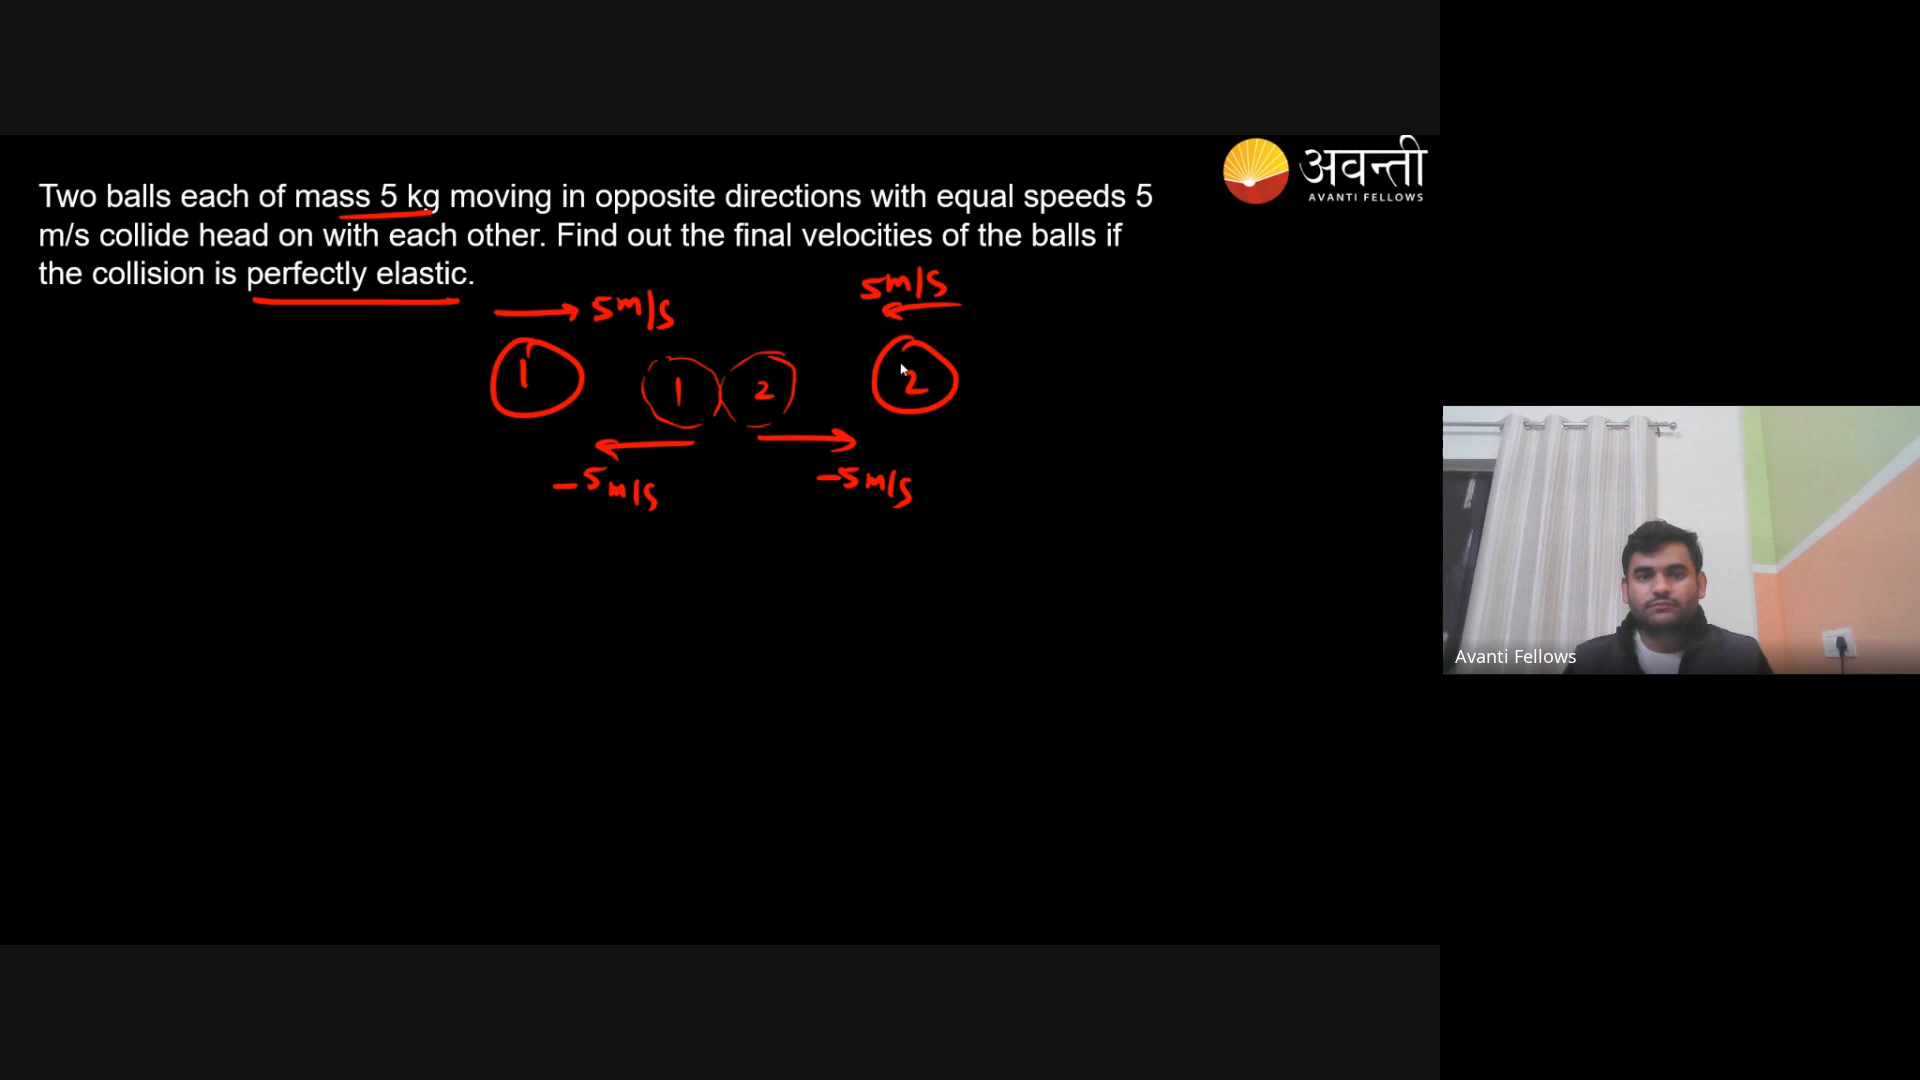 अवन्ती
AVANTI FELLOWS
Two balls each of mass 5 kg moving in opposite directions with equal speeds 5
m/s collide head on with each other. Find out the final velocities of the balls if
the collision is perfectly elastic.
5m/s
5m/s
1
1
2
2
-5m/s
-5m/s
Avanti Fellows